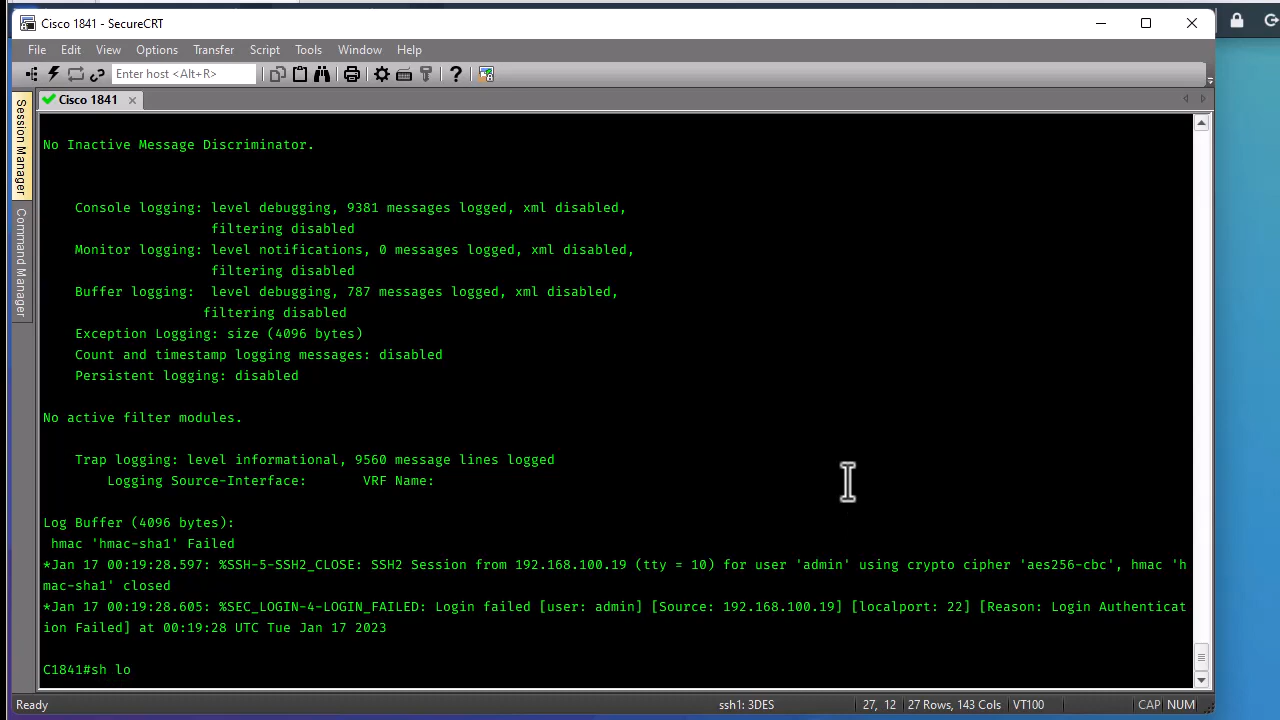 Cisco 1841 - SecureCRT
File Edit View Options Transfer Script Tools Window Help
Enter host <Alt+R>
Cisco 1841
Session Manager
Command Manager
No Inactive Message Discriminator.
Console logging: level debugging, 9381 messages logged, xml disabled,
filtering disabled
Monitor logging: level notifications, 0 messages logged, xml disabled,
filtering disabled
Buffer logging:  level debugging, 787 messages logged, xml disabled,
filtering disabled
Exception Logging: size (4096 bytes)
Count and timestamp logging messages: disabled
Persistent logging: disabled
No active filter modules.
Trap logging: level informational, 9560 message lines logged
Logging Source-Interface:       VRF Name:
Log Buffer (4096 bytes):
hmac 'hmac-sha1' Failed
*Jan 17 00:19:28.597: %SSH-5-SSH2_CLOSE: SSH2 Session from 192.168.100.19 (tty = 10) for user 'admin' using crypto cipher 'aes256-cbc', hmac 'h
mac-sha1' closed
*Jan 17 00:19:28.605: %SEC_LOGIN-4-LOGIN_FAILED: Login failed [user: admin] [Source: 192.168.100.19] [localport: 22] [Reason: Login Authenticat
ion Failed] at 00:19:28 UTC Tue Jan 17 2023
C1841#sh lo
Ready ssh1: 3DES 27, 12 27 Rows, 143 Cols VT100 CAP NUM